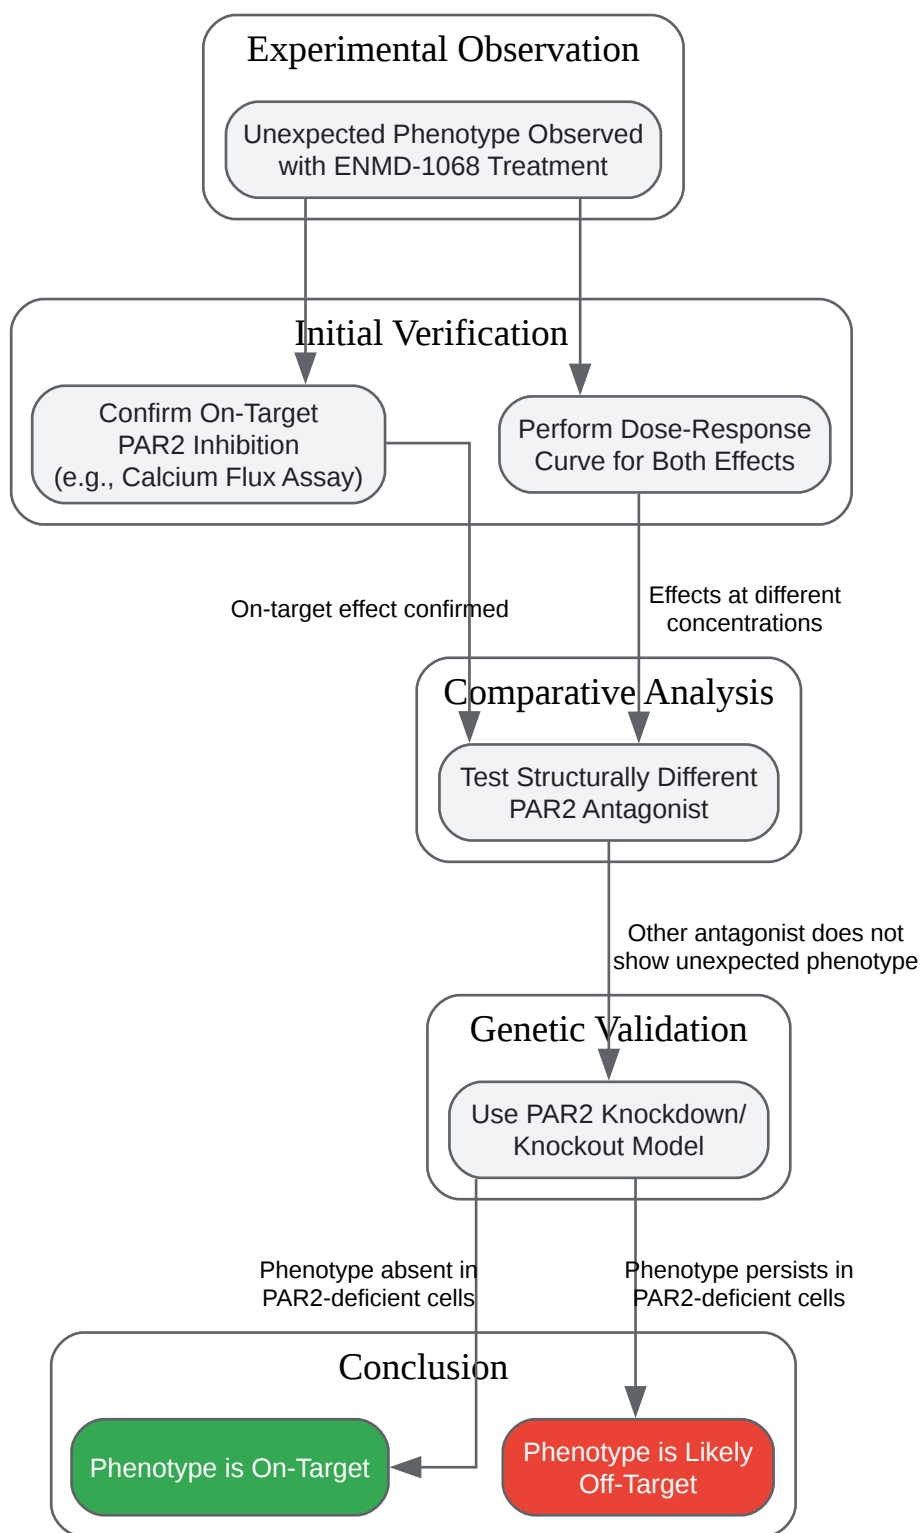 Experimental Observation
Unexpected Phenotype Observed
with ENMD-1068 Treatment
Initial Verification
Confirm On-Target
PAR2 Inhibition
(e.g., Calcium Flux Assay)
Perform Dose-Response
Curve for Both Effects
On-target effect confirmed
Effects at different
concentrations
Comparative Analysis
Test Structurally Different
PAR2 Antagonist
Other antagonist does not
show unexpected phenotype
Genetic Validation
Use PAR2 Knockdown/
Knockout Model
Phenotype absent in
PAR2-deficient cells
Phenotype persists in
PAR2-deficient cells
Conclusion
Phenotype is On-Target
Phenotype is Likely
Off-Target